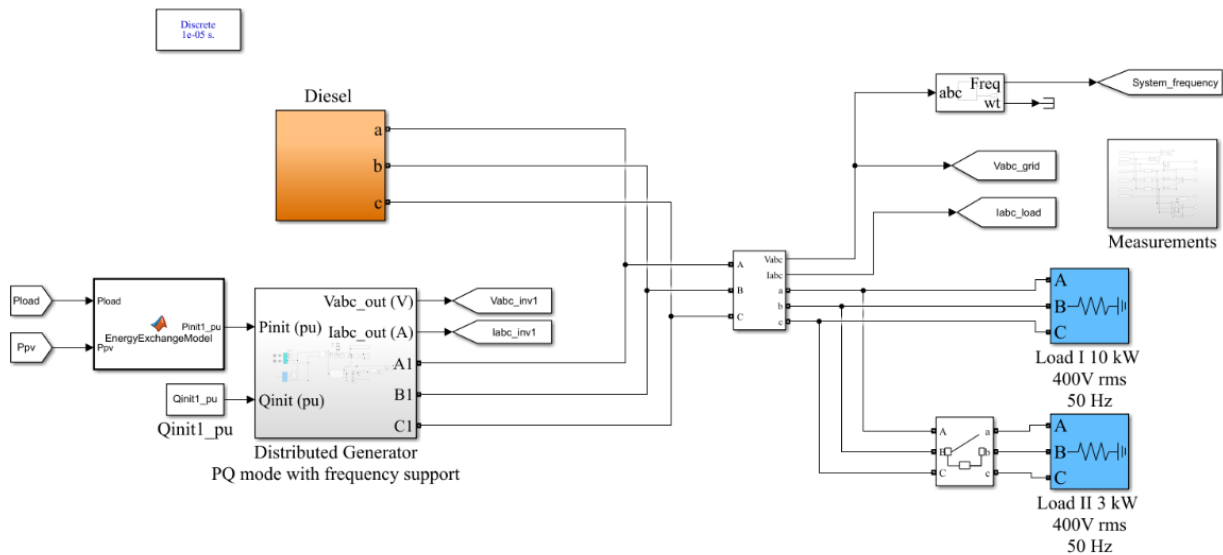 Discrete
1e-05 s.
Diesel
a
b
c
abc
Freq
wt
System_frequency
Vabc_grid
Iabc_load
Measurements
Pload
Ppv
Pload
Ppv
EnergyExchangeModel
Pinit1_pu
Qinit1_pu
Qinit1_pu
Pinit (pu)
Qinit (pu)
Vabc_out (V)
Iabc_out (A)
A1
B1
C1
Vabc_inv1
Iabc_inv1
Distributed Generator
PQ mode with frequency support
A
B
C
Vabc
Iabc
a
b
c
A
B
C
Load I 10 kW
400V rms
50 Hz
A
B
C
a
b
c
A
B
C
Load II 3 kW
400V rms
50 Hz